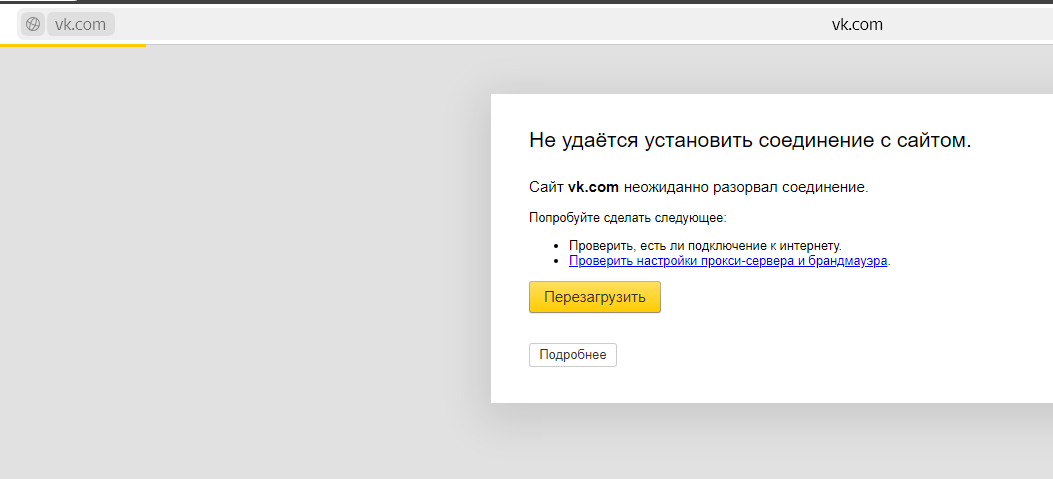 vk.com vk.com
Не удаётся установить соединение с сайтом.
Сайт vk.com неожиданно разорвал соединение.
Попробуйте сделать следующее:
Проверить, есть ли подключение к интернету.
Проверить настройки прокси-сервера и брандмауэра.
Перезагрузить
Подробнее